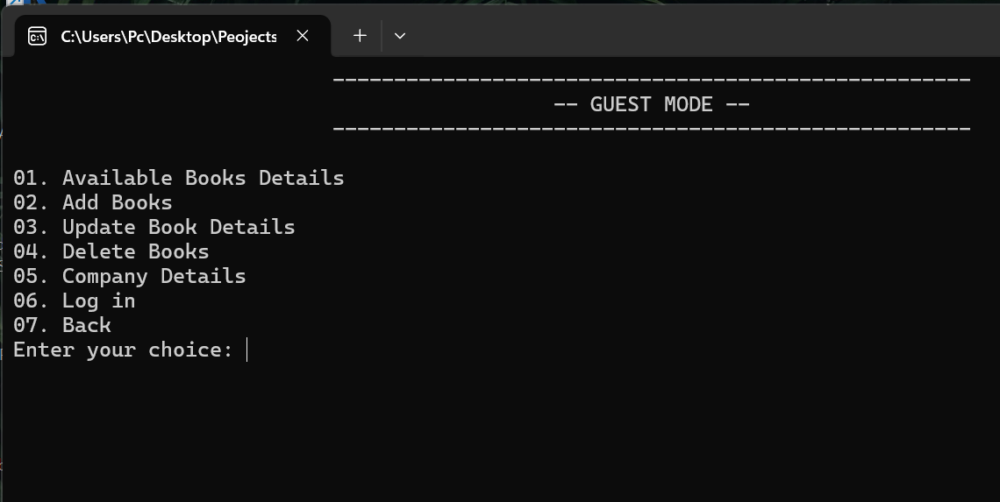 C:\Users\Pc\Desktop\Peojects
----------------------------------------------------
-- GUEST MODE --
----------------------------------------------------
01. Available Books Details
02. Add Books
03. Update Book Details
04. Delete Books
05. Company Details
06. Log in
07. Back
Enter your choice: